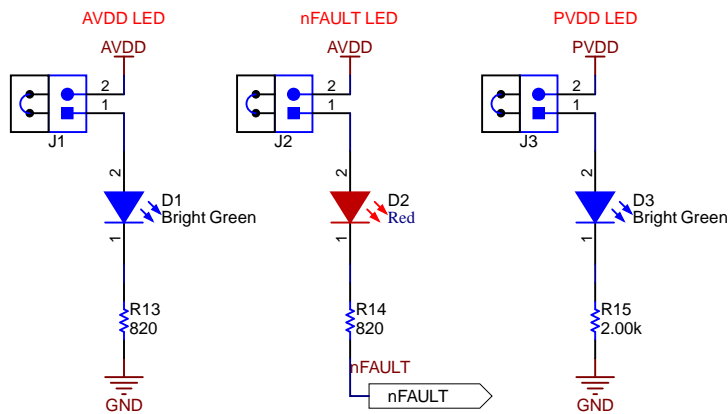 AVDD LED
AVDD
2
1
J1
2
D1
Bright Green
1
R13
820
GND
nFAULT LED
AVDD
2
1
J2
2
D2
Red
1
R14
820
nFAULT
nFAULT
PVDD LED
PVDD
2
1
J3
2
D3
Bright Green
1
R15
2.00k
GND